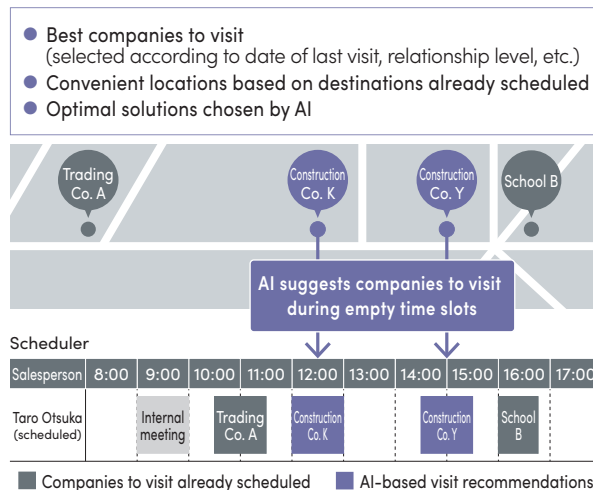 Best companies to visit
(selected according to date of last visit, relationship level, etc.)
Convenient locations based on destinations already scheduled
Optimal solutions chosen by AI
Trading
Co. A
Construction
Co. K
Construction
Co. Y
School B
AI suggests companies to visit
during empty time slots
Scheduler
Salesperson 8:00 9:00 10:00 11:00 12:00 13:00 14:00 15:00 16:00 17:00
Taro Otsuka
(scheduled)
Internal
meeting
Trading
Co. A
Construction
Co. K
Construction
Co. Y
School
B
Companies to visit already scheduled AI-based visit recommendations